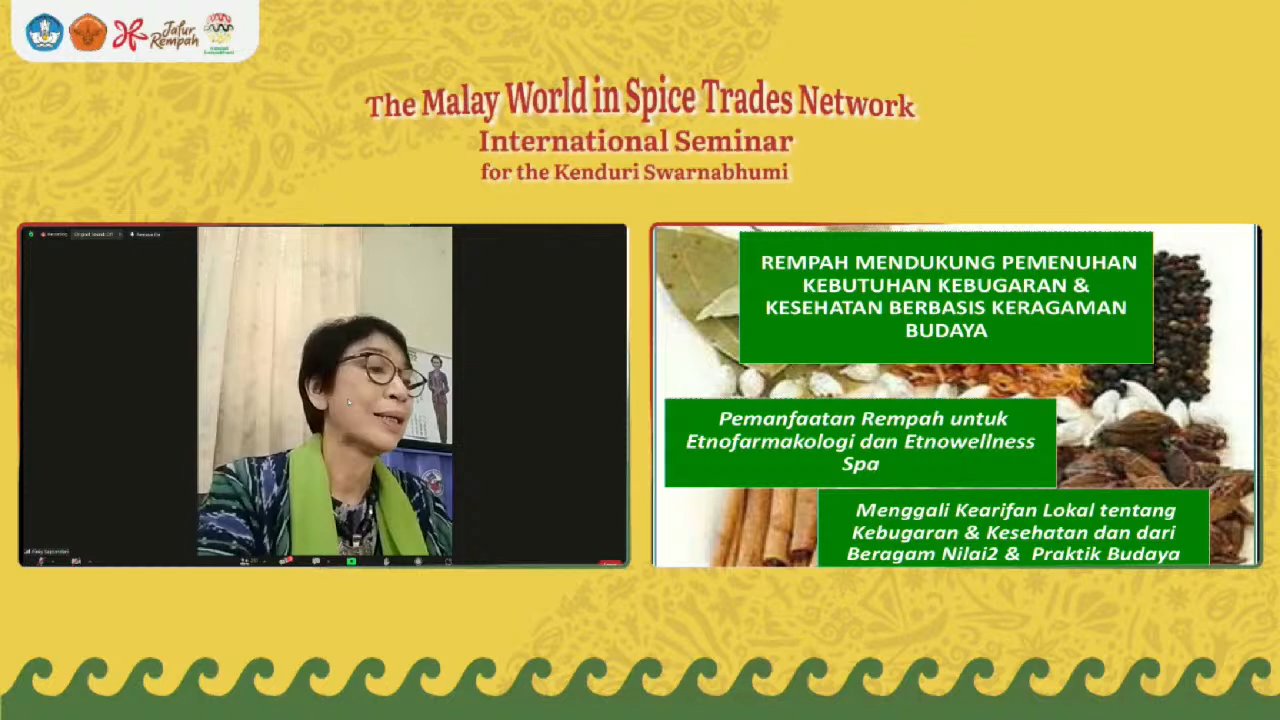 Jalur
Rempah
The Malay World in Spice Trades Network
International Seminar
for the Kenduri Swarnabhumi
REMPAH MENDUKUNG PEMENUHAN
KEBUTUHAN KEBUGARAN &
KESEHATAN BERBASIS KERAGAMAN
BUDAYA
Pemanfaatan Rempah untuk
Etnofarmakologi dan Etnowellness
Spa
Menggali Kearifan Lokal tentang
Kebugaran & Kesehatan dan dari
Beragam Nilai2 & Praktik Budaya